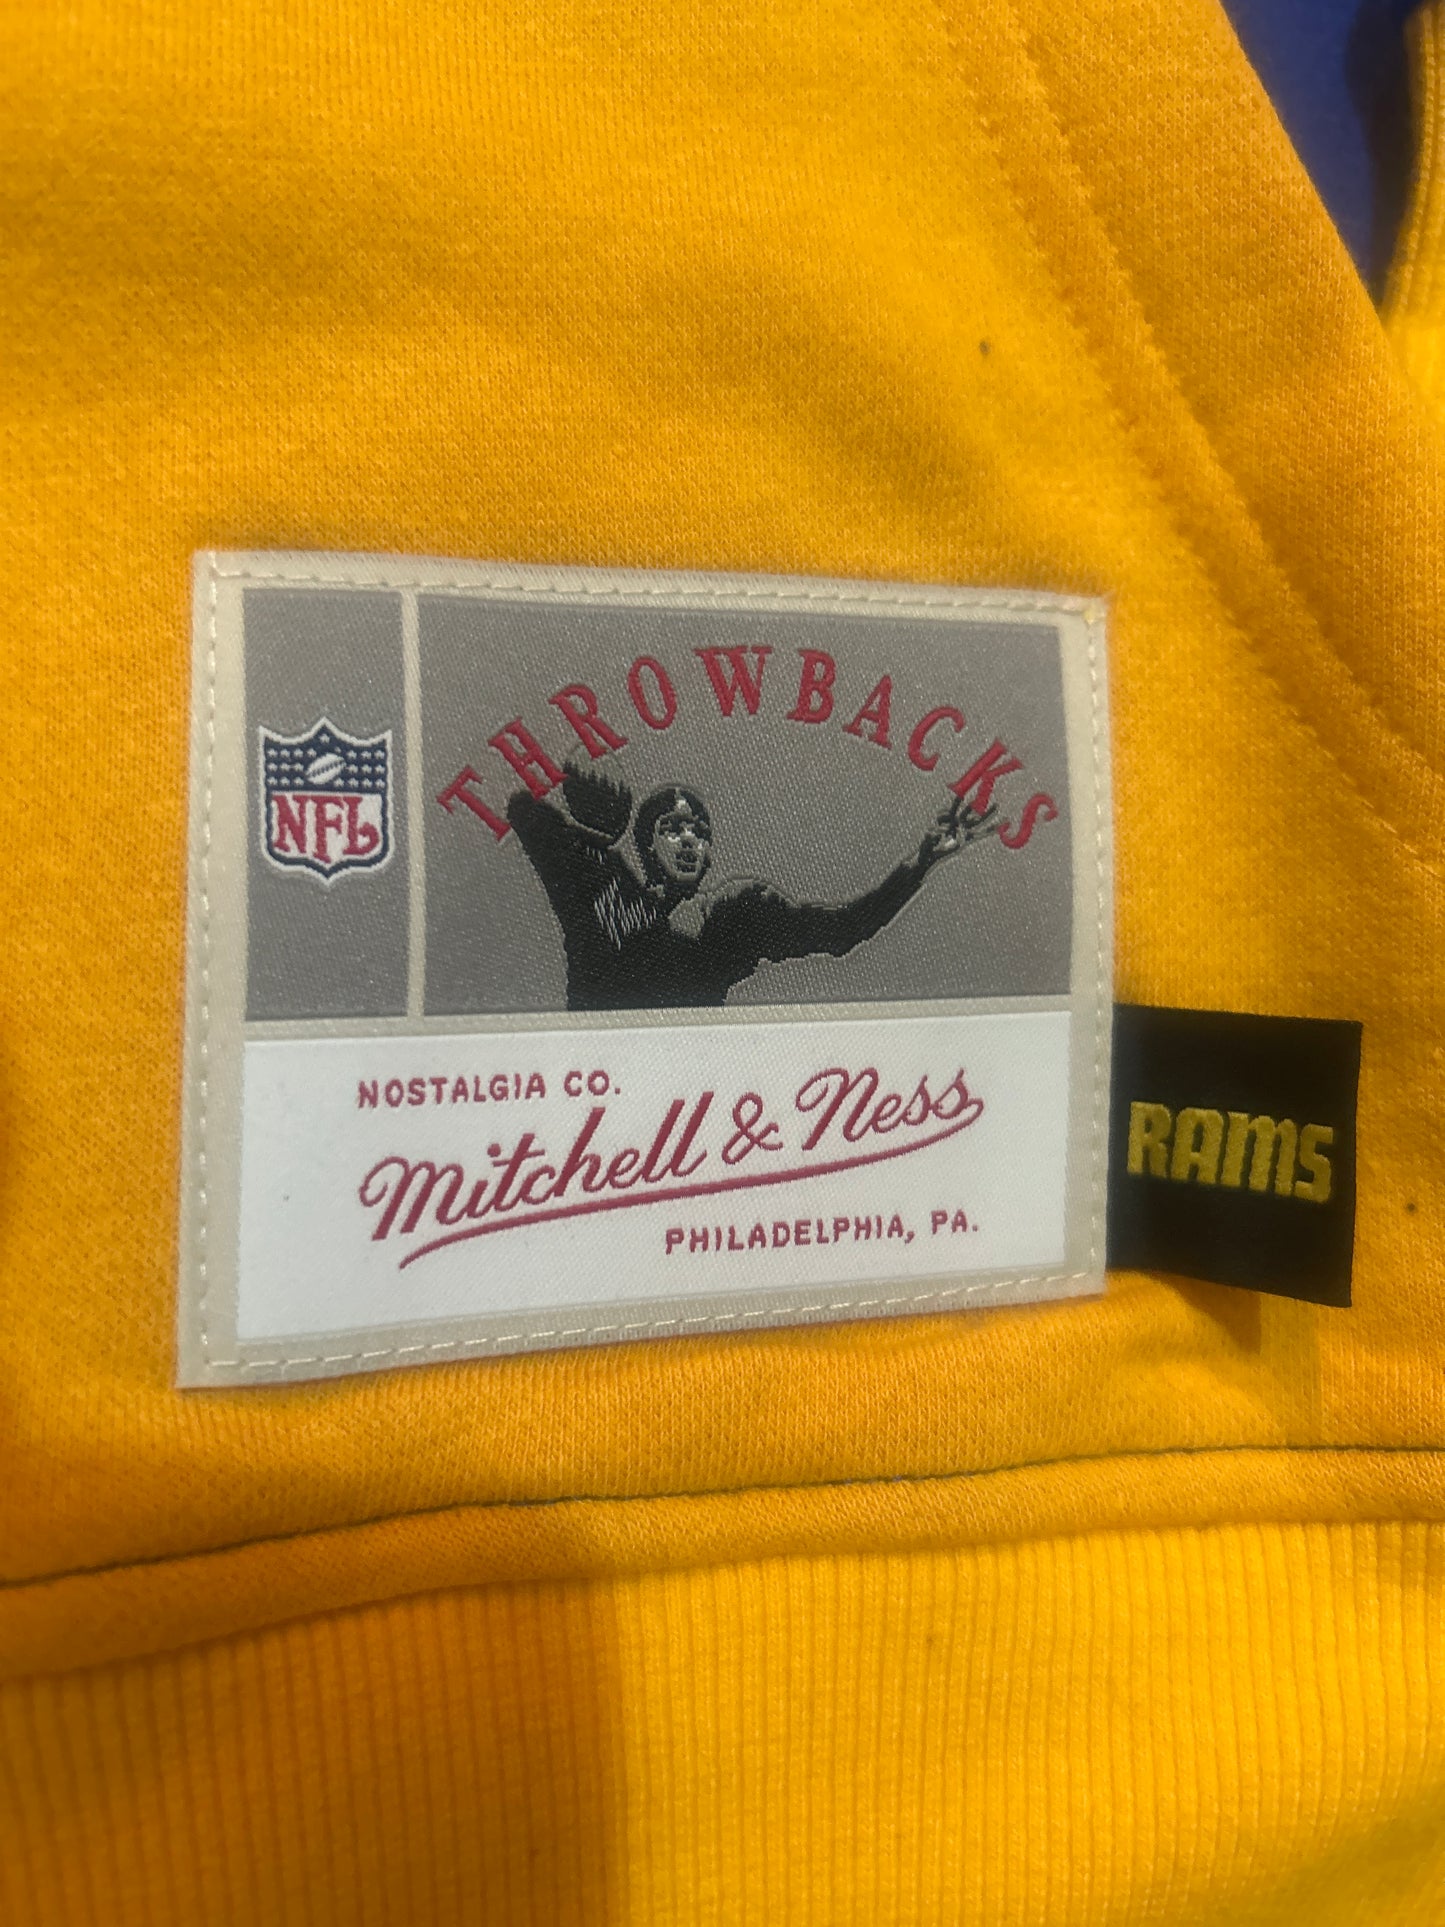 THROWBACKS
NFL
NOSTALGIA CO.
Mitchell & Ness
PHILADELPHIA, PA.
RAMS